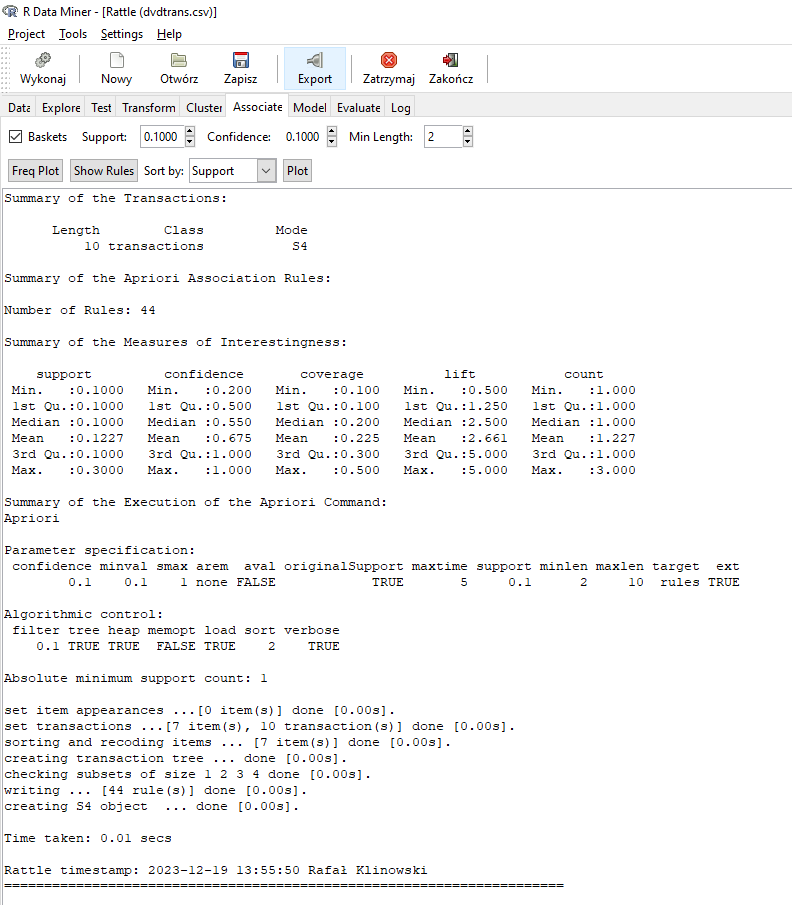 R Data Miner - [Rattle (dvdtrans.csv)]
Project Tools Settings Help
Wykonaj Nowy Otwórz Zapisz Export Zatrzymaj Zakończ
Data Explore Test Transform Cluster Associate Model Evaluate Log
Baskets Support: 0.1000 Confidence: 0.1000 Min Length: 2
Freq Plot Show Rules Sort by: Support Plot
Summary of the Transactions:
Length Class Mode
10 transactions S4
Summary of the Apriori Association Rules:
Number of Rules: 44
Summary of the Measures of Interestingness:
support confidence coverage lift count
Min. :0.1000 Min. :0.200 Min. :0.100 Min. :0.500 Min. :1.000
1st Qu.:0.1000 1st Qu.:0.500 1st Qu.:0.100 1st Qu.:1.250 1st Qu.:1.000
Median :0.1000 Median :0.550 Median :0.200 Median :2.500 Median :1.000
Mean :0.1227 Mean :0.675 Mean :0.225 Mean :2.661 Mean :1.227
3rd Qu.:0.1000 3rd Qu.:1.000 3rd Qu.:0.300 3rd Qu.:5.000 3rd Qu.:1.000
Max. :0.3000 Max. :1.000 Max. :0.500 Max. :5.000 Max. :3.000
Summary of the Execution of the Apriori Command:
Apriori
Parameter specification:
confidence minval smax arem aval originalSupport maxtime support minlen maxlen target ext
0.1 0.1 1 none FALSE TRUE 5 0.1 2 10 rules TRUE
Algorithmic control:
filter tree heap memopt load sort verbose
0.1 TRUE TRUE FALSE TRUE 2 TRUE
Absolute minimum support count: 1
set item appearances ...[0 item(s)] done [0.00s].
set transactions ...[7 item(s), 10 transaction(s)] done [0.00s].
sorting and recoding items ... [7 item(s)] done [0.00s].
creating transaction tree ... done [0.00s].
checking subsets of size 1 2 3 4 done [0.00s].
writing ... [44 rule(s)] done [0.00s].
creating S4 object ... done [0.00s].
Time taken: 0.01 secs
Rattle timestamp: 2023-12-19 13:55:50 Rafał Klinowski
======================================================================